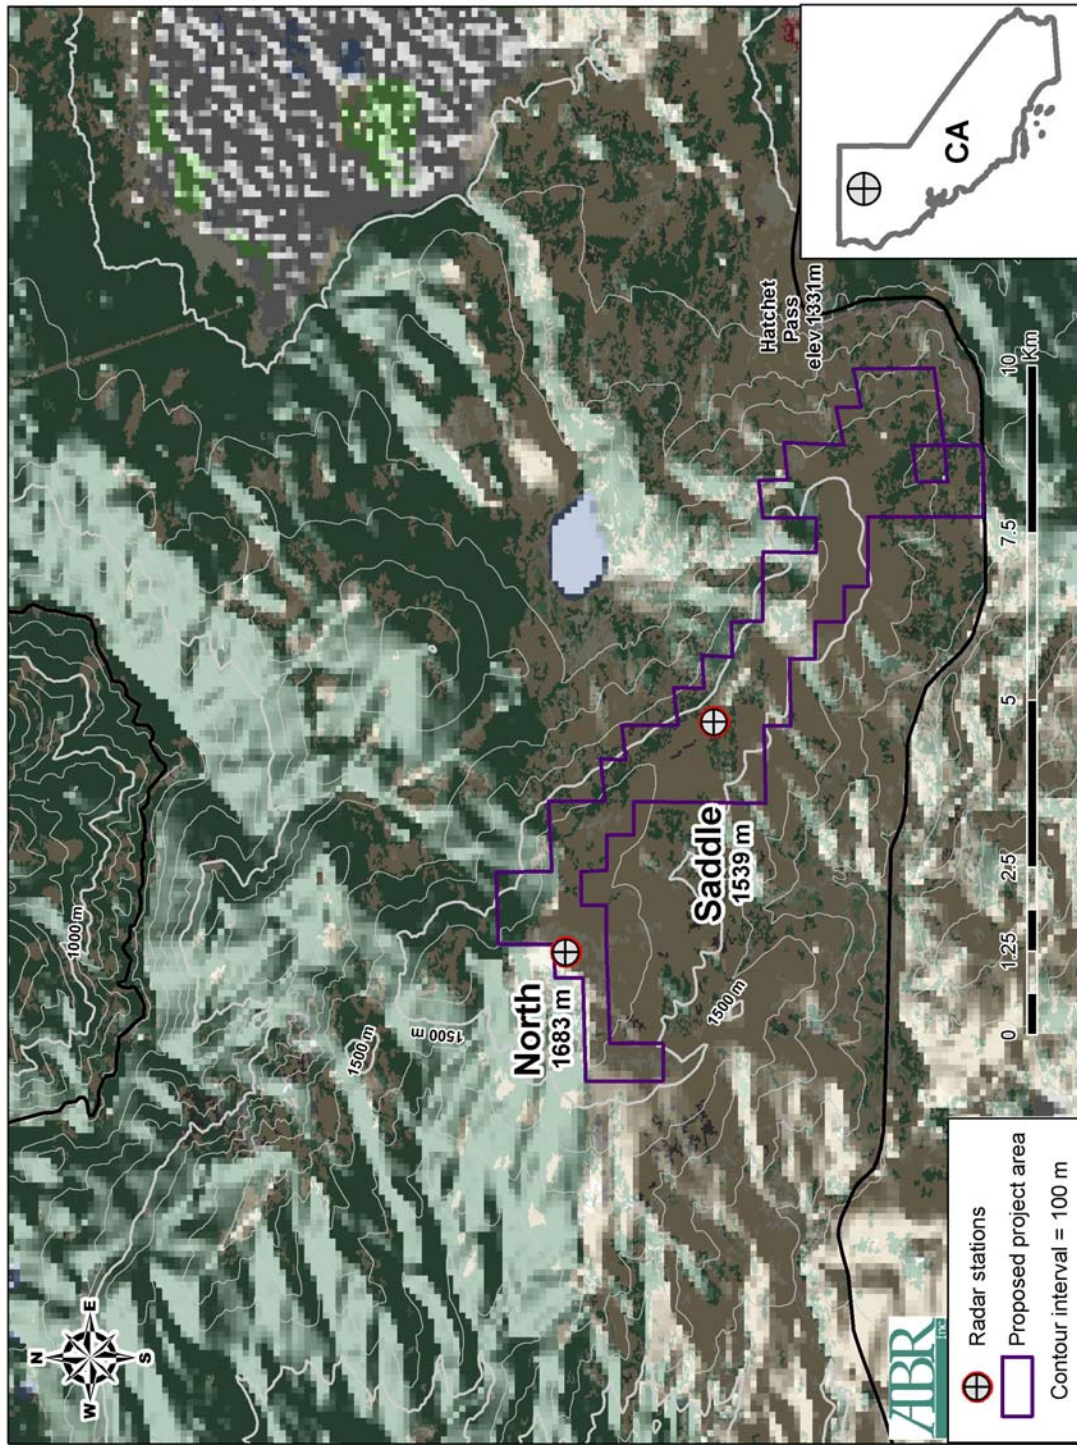 N
W
E
S
1000 m
1500 m
1500 m
North
1683 m
Saddle
1539 m
1500 m
Hatchet
Pass
elev 1331m
CA
0
1.25
2.5
5
7.5
10
Km
ABR
Inc
Radar stations
Proposed project area
Contour interval = 100 m